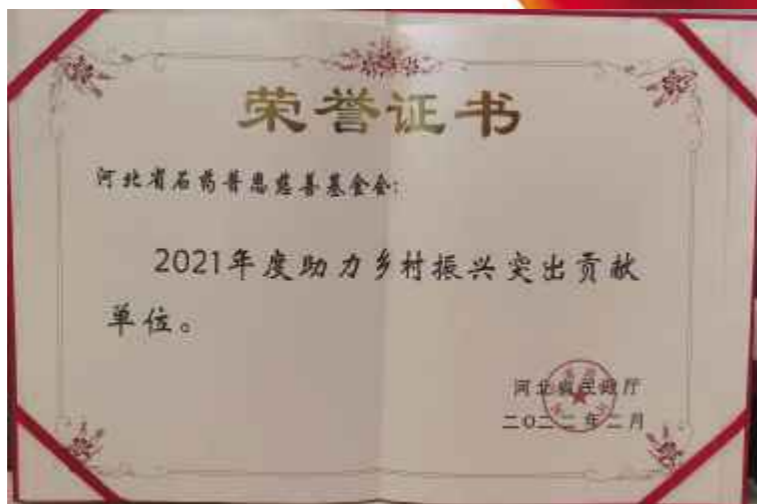 荣誉证书
河北省石药普恩慈善基金会:
2021年度助力乡村振兴突出贡献
单位。
河北省民政厅
二〇二二年二月